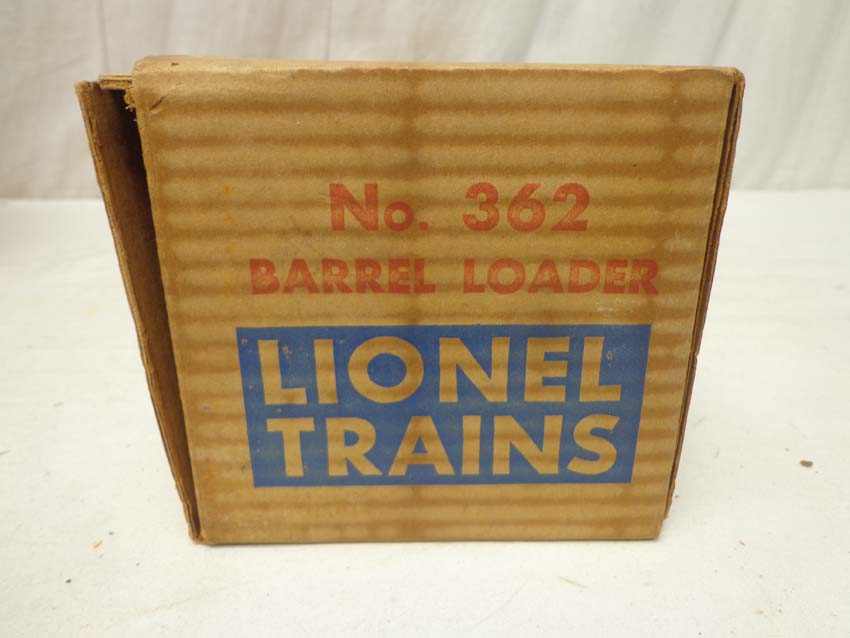 No. 362
BARREL LOADER
LIONEL
TRAINS